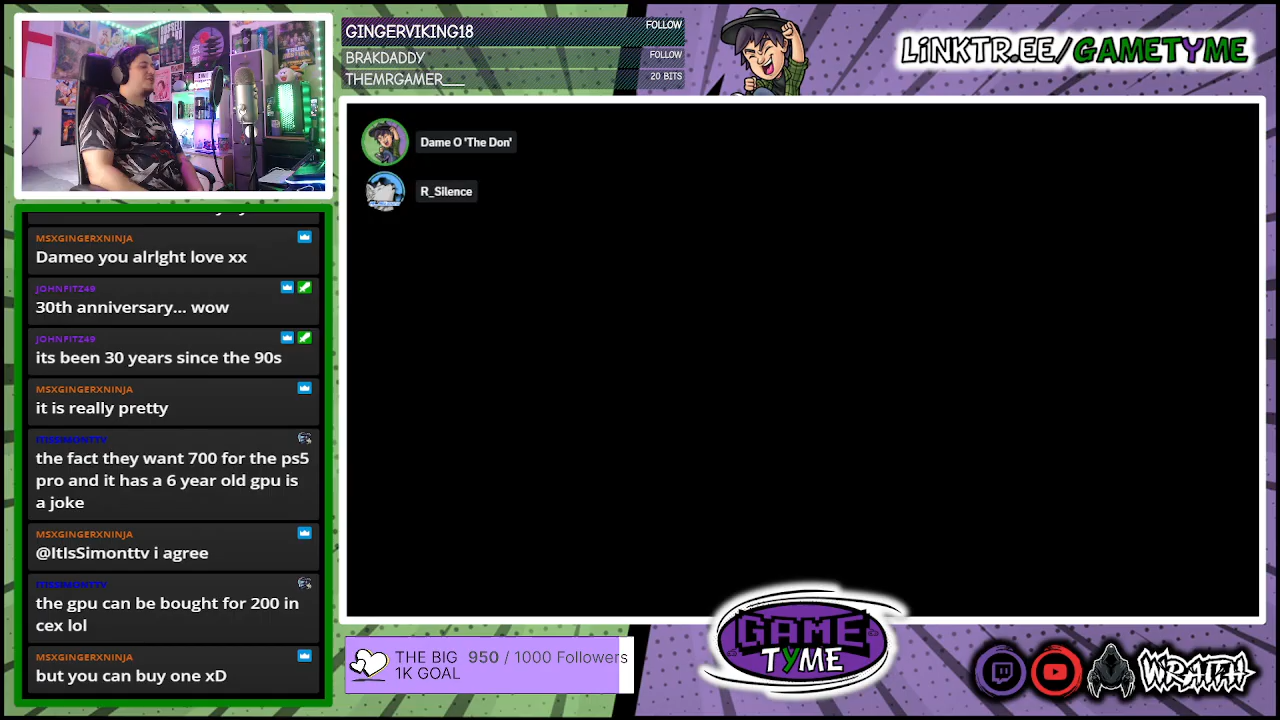 GINGERVIKING18 FOLLOW
BRAKDADDY FOLLOW
THEMRGAMER___ 20 BITS
LINKTR.EE/GAMETYME
Dame O 'The Don'
R_Silence
MSXGINGERXNINJA
Dameo you alrlght love xx
JOHNFITZ49
30th anniversary... wow
JOHNFITZ49
its been 30 years since the 90s
MSXGINGERXNINJA
it is really pretty
ITISSIMONTTV
the fact they want 700 for the ps5
pro and it has a 6 year old gpu is
a joke
MSXGINGERXNINJA
@ItIsSimonttv i agree
ITISSIMONTTV
the gpu can be bought for 200 in
cex lol
MSXGINGERXNINJA
but you can buy one xD
THE BIG 950 / 1000 Followers
1K GOAL
GAME
TYME
WRAITH